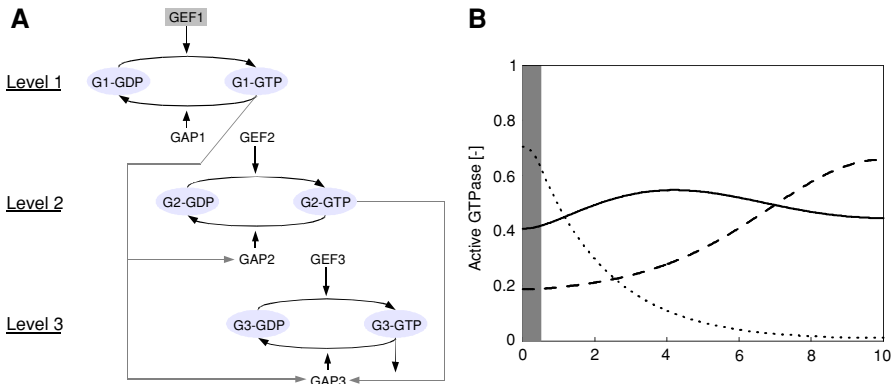 A
GEF1
Level 1
G1-GDP
G1-GTP
GAP1
GEF2
Level 2
G2-GDP
G2-GTP
GAP2
GEF3
Level 3
G3-GDP
G3-GTP
GAP3
B
Active GTPase [-]
1
0.8
0.6
0.4
0.2
0
0 2 4 6 8 10